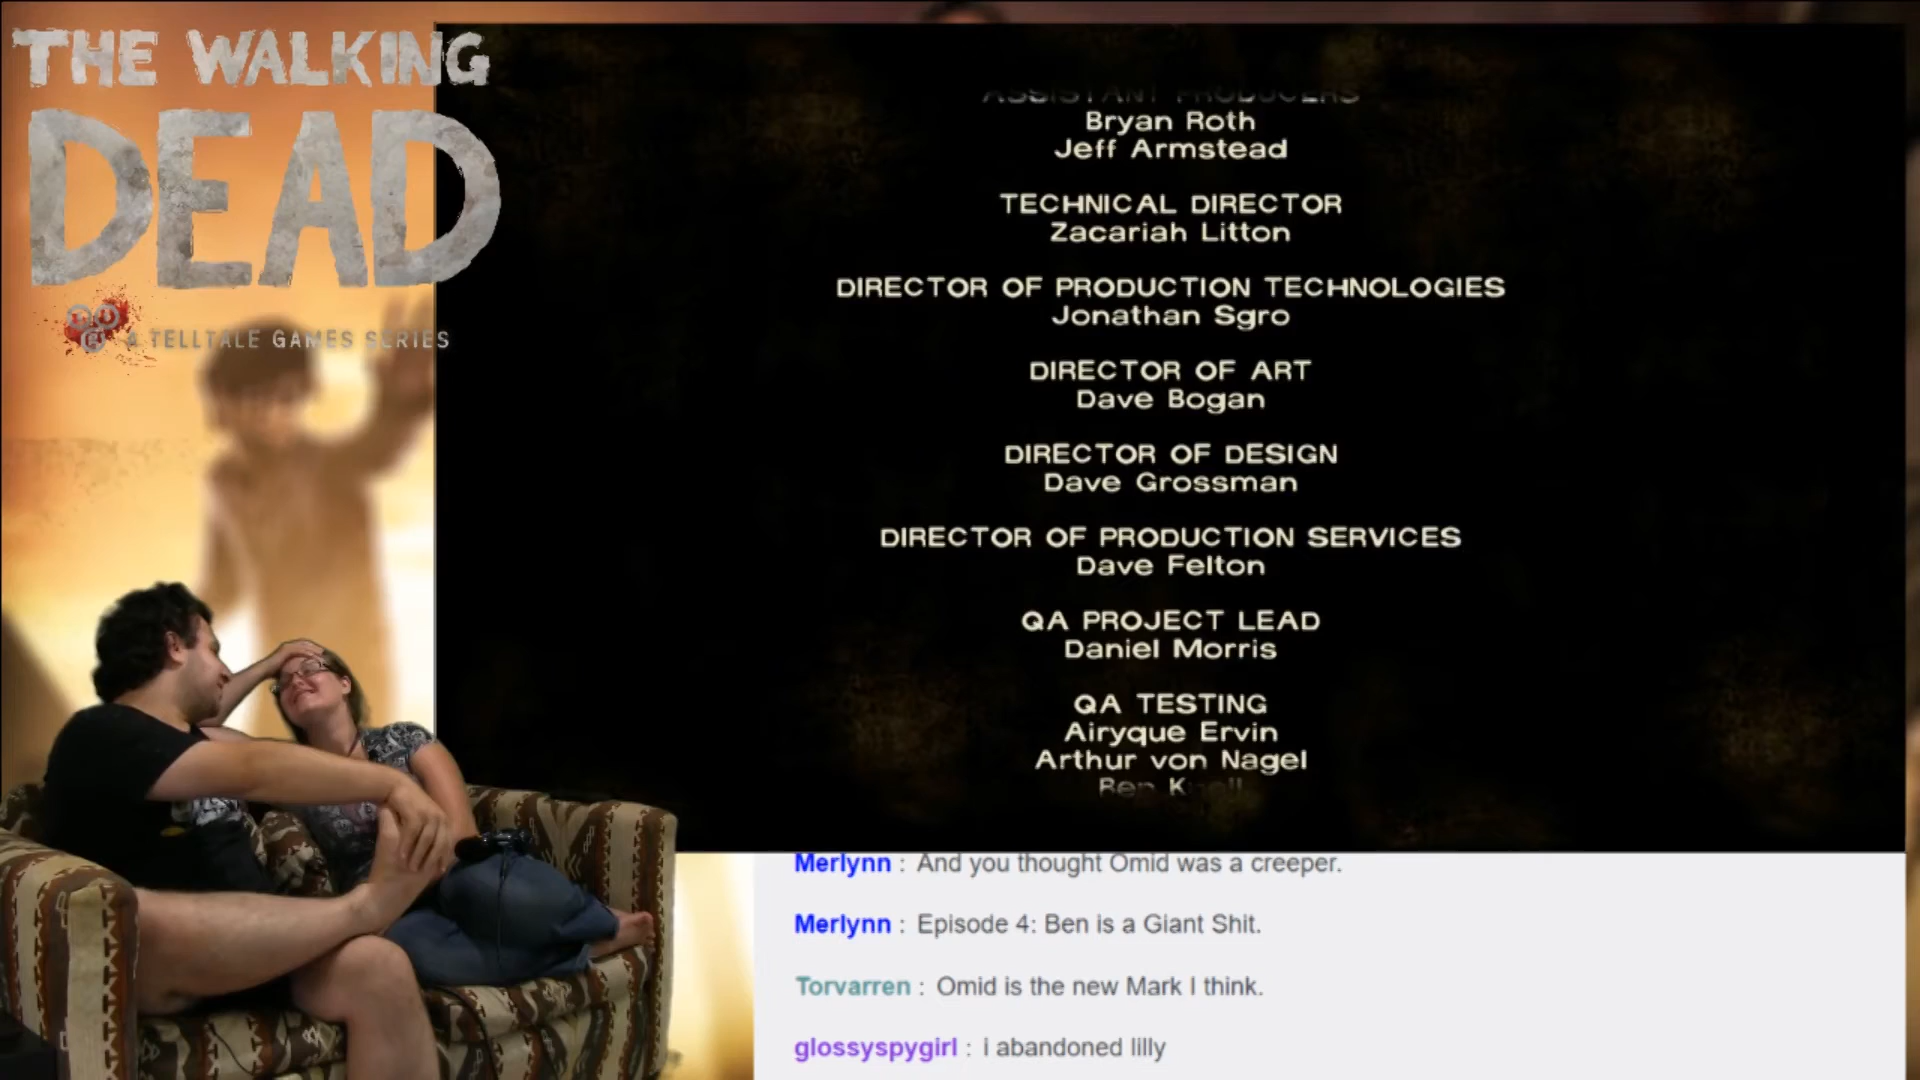 THE WALKING
DEAD
A TELLTALE GAMES SERIES
ASSISTANT PRODUCERS
Bryan Roth
Jeff Armstead
TECHNICAL DIRECTOR
Zacariah Litton
DIRECTOR OF PRODUCTION TECHNOLOGIES
Jonathan Sgro
DIRECTOR OF ART
Dave Bogan
DIRECTOR OF DESIGN
Dave Grossman
DIRECTOR OF PRODUCTION SERVICES
Dave Felton
QA PROJECT LEAD
Daniel Morris
QA TESTING
Airyque Ervin
Arthur von Nagel
Ben
Merlynn : And you thought Omid was a creeper.
Merlynn : Episode 4: Ben is a Giant Shit.
Torvarren : Omid is the new Mark I think.
glossyspygirl : i abandoned lilly